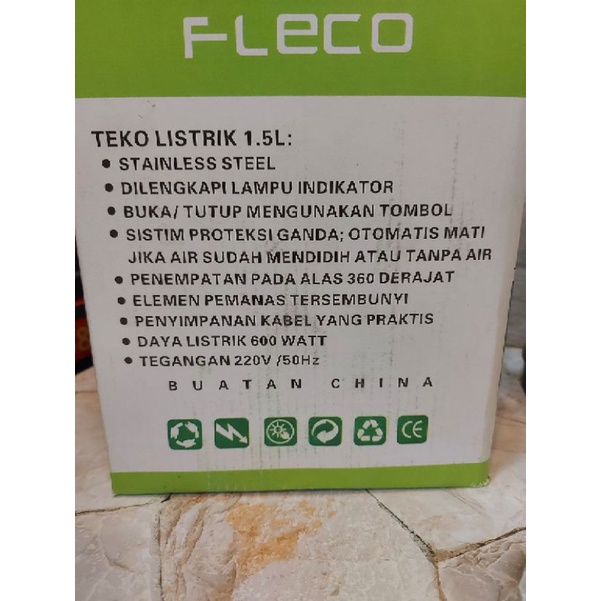 FLECO
TEKO LISTRIK 1.5L:
• STAINLESS STEEL
• DILENGKAPI LAMPU INDIKATOR
• BUKA/ TUTUP MENGUNAKAN TOMBOL
• SISTIM PROTEKSI GANDA; OTOMATIS MATI
JIKA AIR SUDAH MENDIDIH ATAU TANPA AIR
• PENEMPATAN PADA ALAS 360 DERAJAT
• ELEMEN PEMANAS TERSEMBUNYI
• PENYIMPANAN KABEL YANG PRAKTIS
• DAYA LISTRIK 600 WATT
• TEGANGAN 220V /50Hz
BUATAN CHINA
CE